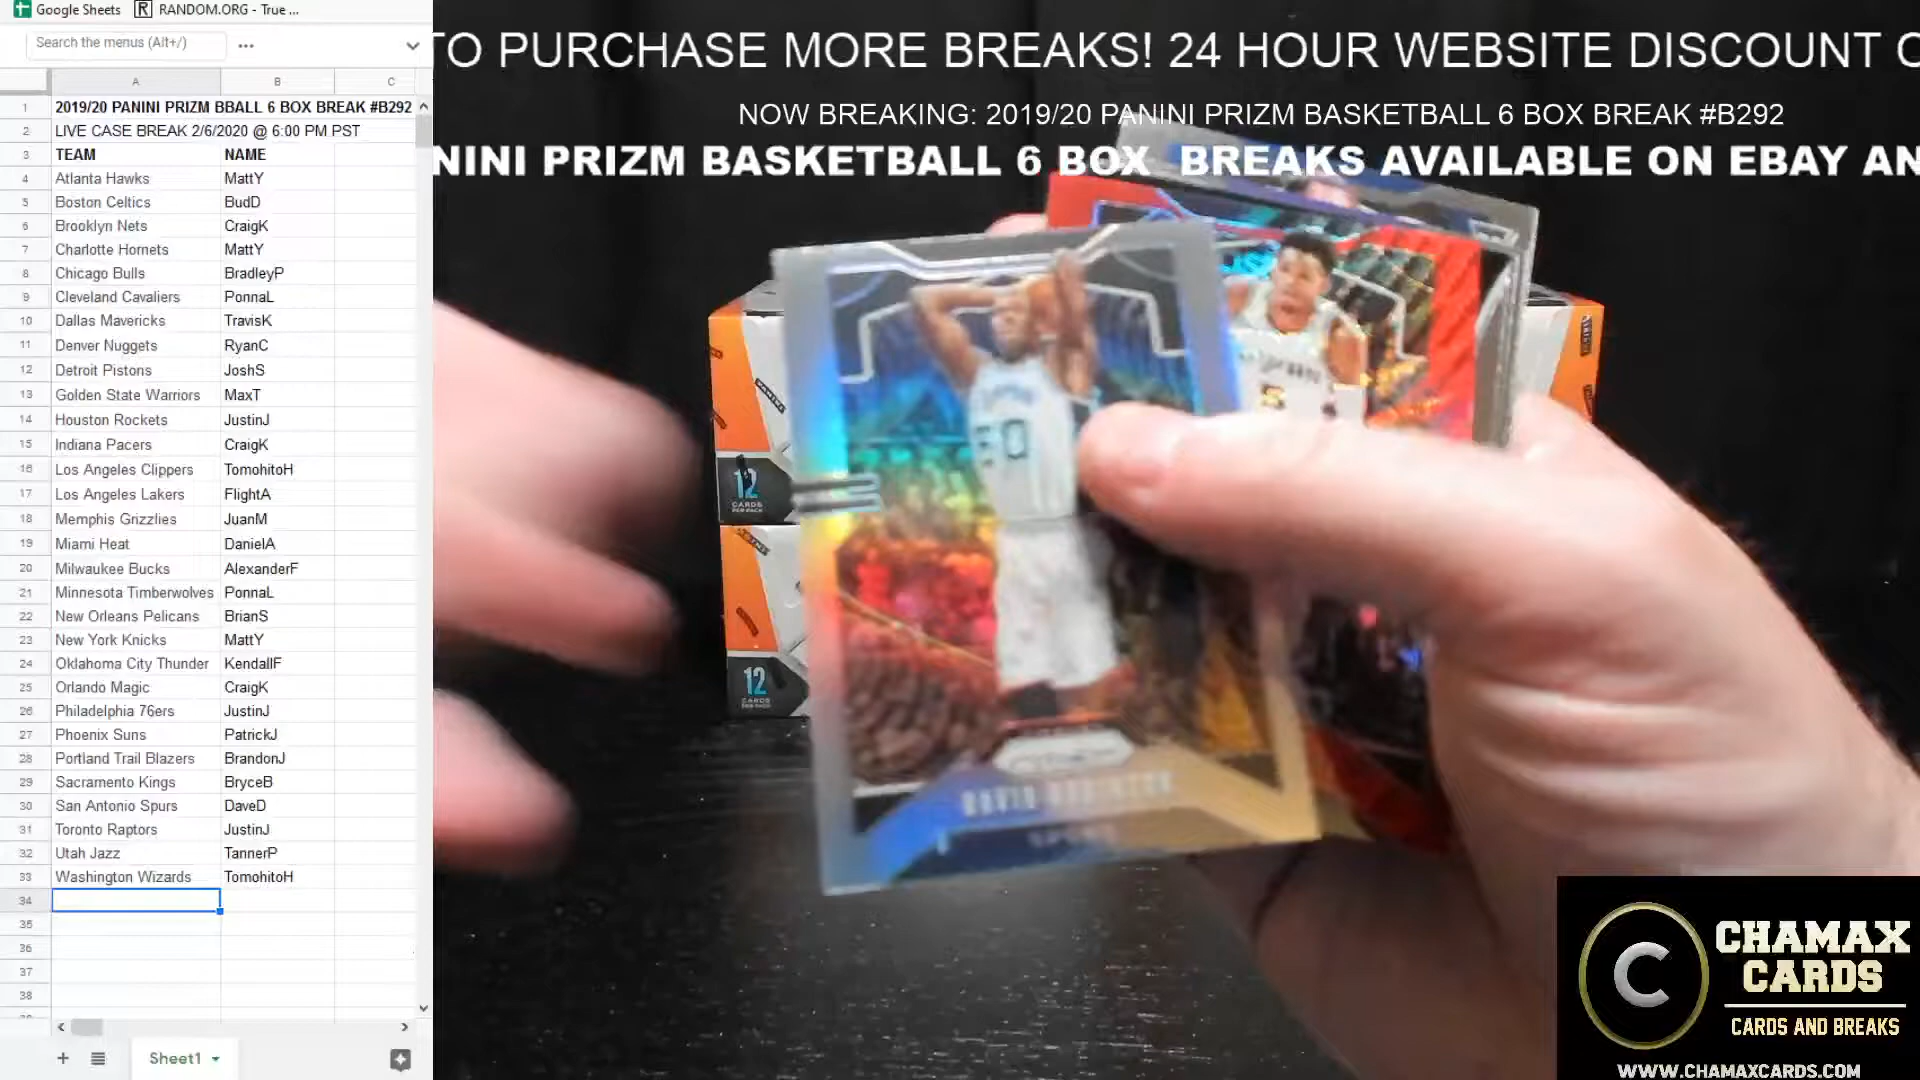 Google Sheets RANDOM.ORG - True ...
Search the menus (Alt+/)
A B C
1 2019/20 PANINI PRIZM BBALL 6 BOX BREAK #B292
2 LIVE CASE BREAK 2/6/2020 @ 6:00 PM PST
3 TEAM NAME
4 Atlanta Hawks MattY
5 Boston Celtics BudD
6 Brooklyn Nets CraigK
7 Charlotte Hornets MattY
8 Chicago Bulls BradleyP
9 Cleveland Cavaliers PonnaL
10 Dallas Mavericks TravisK
11 Denver Nuggets RyanC
12 Detroit Pistons JoshS
13 Golden State Warriors MaxT
14 Houston Rockets JustinJ
15 Indiana Pacers CraigK
16 Los Angeles Clippers TomohitoH
17 Los Angeles Lakers FlightA
18 Memphis Grizzlies JuanM
19 Miami Heat DanielA
20 Milwaukee Bucks AlexanderF
21 Minnesota Timberwolves PonnaL
22 New Orleans Pelicans BrianS
23 New York Knicks MattY
24 Oklahoma City Thunder KendallF
25 Orlando Magic CraigK
26 Philadelphia 76ers JustinJ
27 Phoenix Suns PatrickJ
28 Portland Trail Blazers BrandonJ
29 Sacramento Kings BryceB
30 San Antonio Spurs DaveD
31 Toronto Raptors JustinJ
32 Utah Jazz TannerP
33 Washington Wizards TomohitoH
34
35
36
37
38
Sheet1
TO PURCHASE MORE BREAKS! 24 HOUR WEBSITE DISCOUNT
NOW BREAKING: 2019/20 PANINI PRIZM BASKETBALL 6 BOX BREAK #B292
NINI PRIZM BASKETBALL 6 BOX BREAKS AVAILABLE ON EBAY AN
50
12
CARDS
PER PACK
12
CARDS
PER PACK
DAVID ROBINSON
SPURS
C
CHAMAX
CARDS
CARDS AND BREAKS
WWW.CHAMAXCARDS.COM